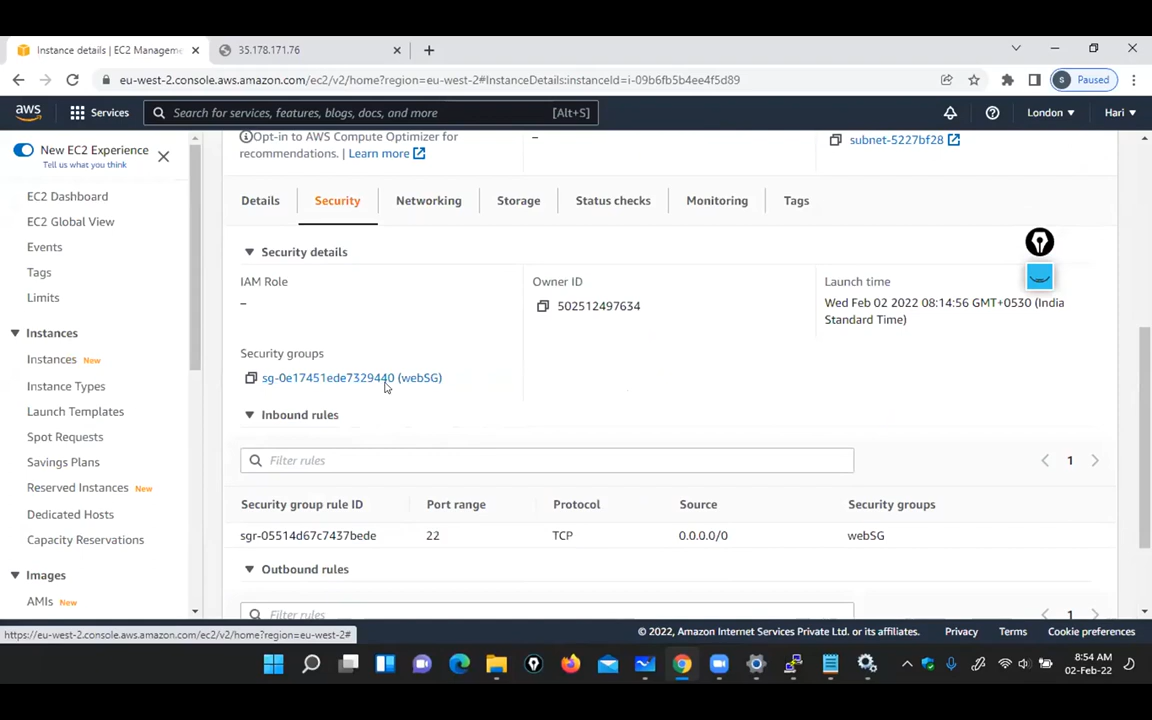 Instance details | EC2 Manageme
35.178.171.76
eu-west-2.console.aws.amazon.com/ec2/v2/home?region=eu-west-2#InstanceDetails:instanceId=i-09b6fb5b4ee4f5d89
S Paused
aws
Services
Search for services, features, blogs, docs, and more
[Alt+S]
London
Hari
New EC2 Experience
Tell us what you think
EC2 Dashboard
EC2 Global View
Events
Tags
Limits
Instances
Instances New
Instance Types
Launch Templates
Spot Requests
Savings Plans
Reserved Instances New
Dedicated Hosts
Capacity Reservations
Images
AMIs New
Opt-in to AWS Compute Optimizer for
recommendations. | Learn more
–
subnet-5227bf28
Details
Security
Networking
Storage
Status checks
Monitoring
Tags
Security details
IAM Role
–
Owner ID
502512497634
Launch time
Wed Feb 02 2022 08:14:56 GMT+0530 (India
Standard Time)
Security groups
sg-0e17451ede7329440 (webSG)
Inbound rules
Filter rules
1
Security group rule ID
Port range
Protocol
Source
Security groups
sgr-05514d67c7437bede
22
TCP
0.0.0.0/0
webSG
Outbound rules
Filter rules
1
https://eu-west-2.console.aws.amazon.com/ec2/v2/home?region=eu-west-2#
© 2022, Amazon Internet Services Private Ltd. or its affiliates.
Privacy
Terms
Cookie preferences
8:54 AM
02-Feb-22